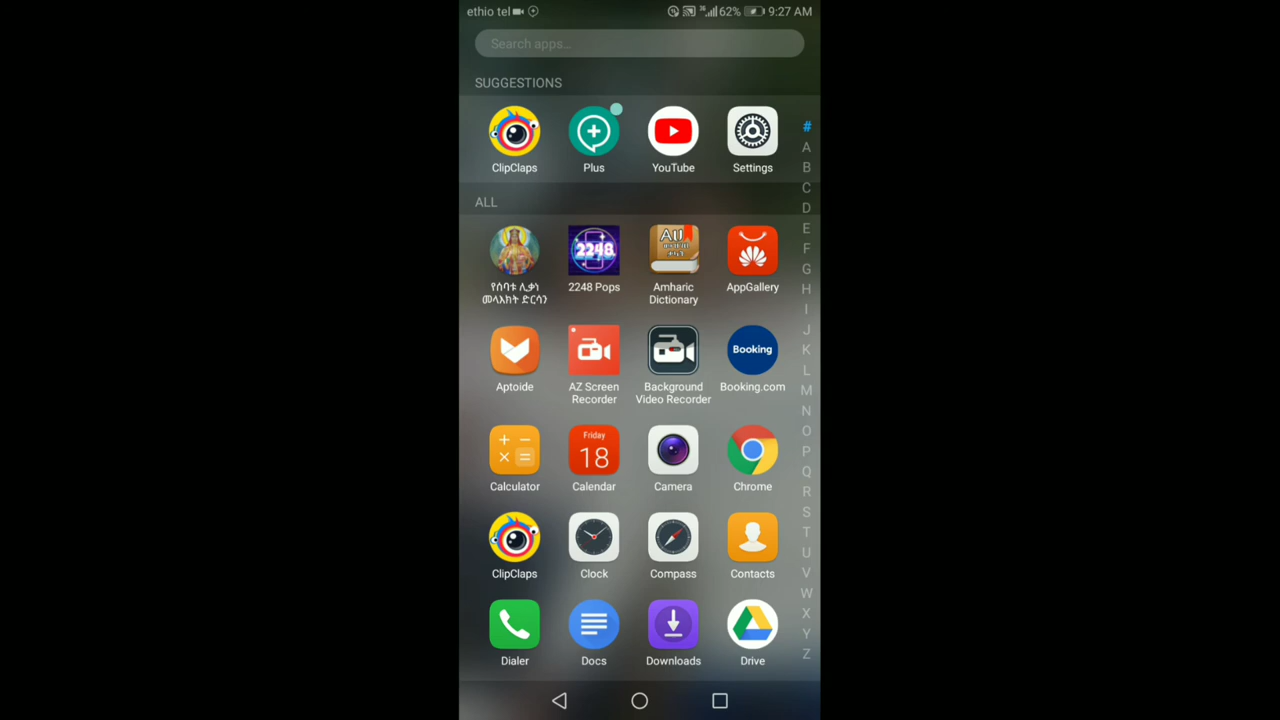 ethio tel 3G 62% 9:27 AM
Search apps...
SUGGESTIONS
ClipClaps Plus YouTube Settings
ALL
2248
የሰባቱ ሊቃነ
መላእክት ድርሳን
2248 Pops
Amharic
Dictionary
AppGallery
Booking
Aptoide
AZ Screen
Recorder
Background
Video Recorder
Booking.com
Friday
18
Calculator Calendar Camera Chrome
ClipClaps Clock Compass Contacts
Dialer Docs Downloads Drive
#
A
B
C
D
E
F
G
H
I
J
K
L
M
N
O
P
Q
R
S
T
U
V
W
X
Y
Z